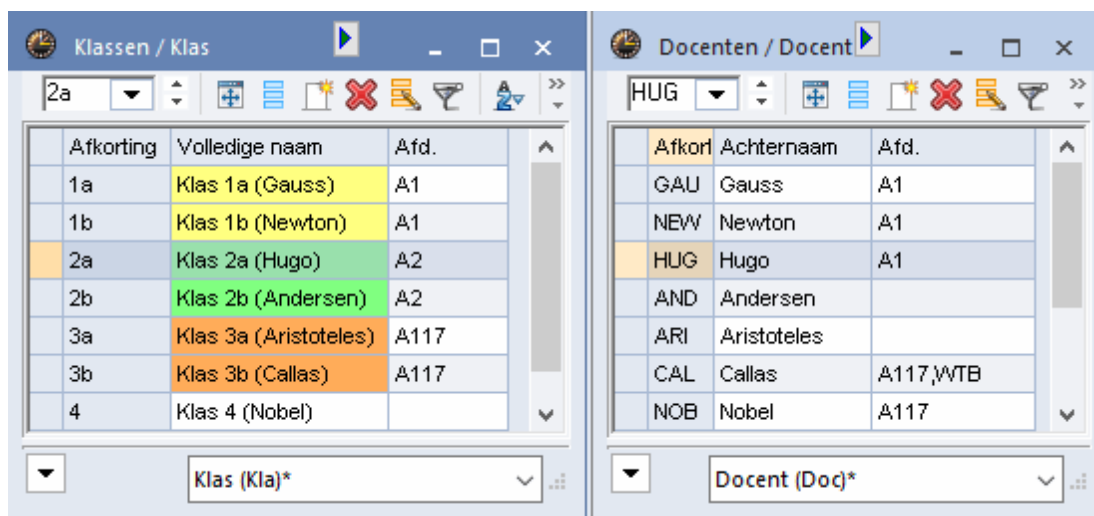 Klassen / Klas
2a
Afkorting Volledige naam Afd.
1a Klas 1a (Gauss) A1
1b Klas 1b (Newton) A1
2a Klas 2a (Hugo) A2
2b Klas 2b (Andersen) A2
3a Klas 3a (Aristoteles) A117
3b Klas 3b (Callas) A117
4 Klas 4 (Nobel)
Klas (Kla)*
Docenten / Docent
HUG
Afkort Achternaam Afd.
GAU Gauss A1
NEW Newton A1
HUG Hugo A1
AND Andersen
ARI Aristoteles
CAL Callas A117,WTB
NOB Nobel A117
Docent (Doc)*